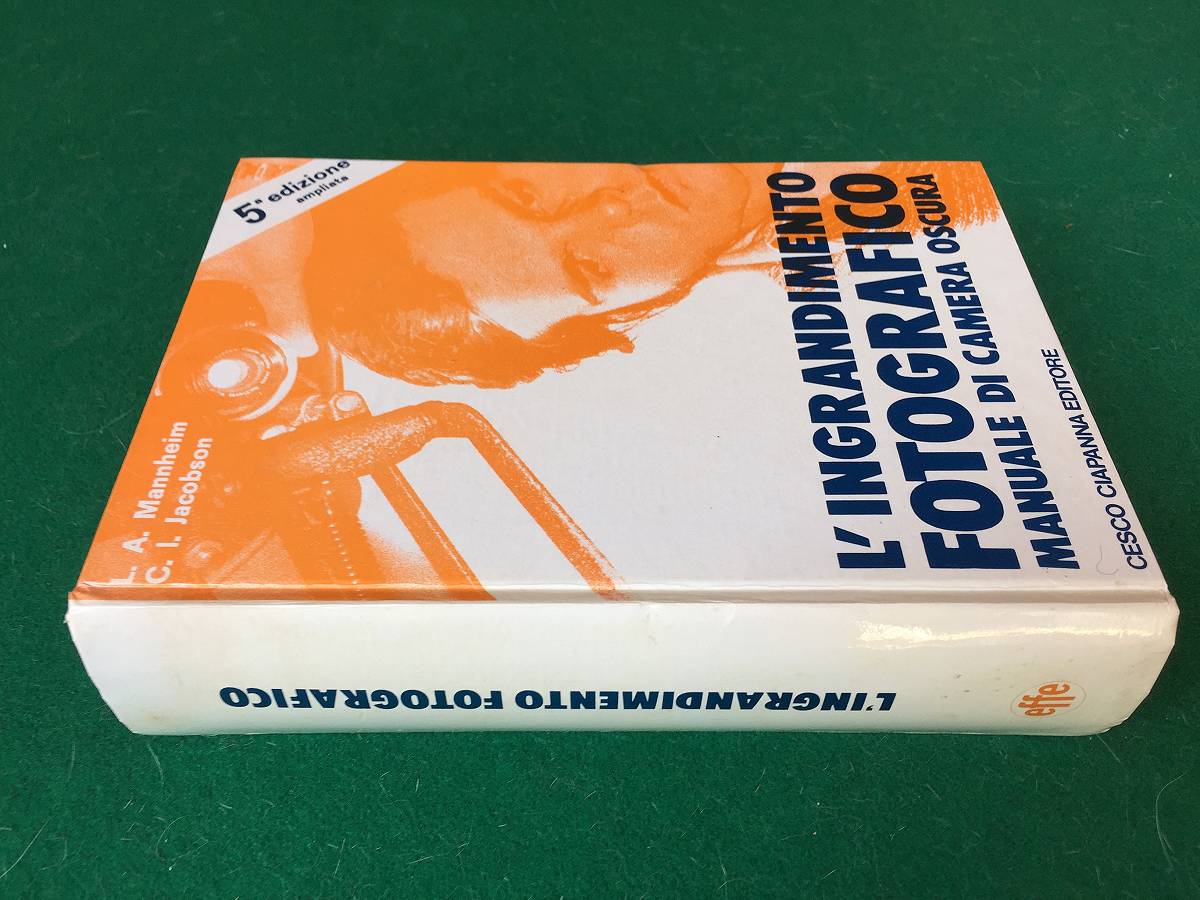 5ª edizione
ampliata
L. A. Mannheim
C. I. Jacobson
L'INGRANDIMENTO
FOTOGRAFICO
MANUALE DI CAMERA OSCURA
CESCO CIAPANNA EDITORE
L'INGRANDIMENTO FOTOGRAFICO
effe